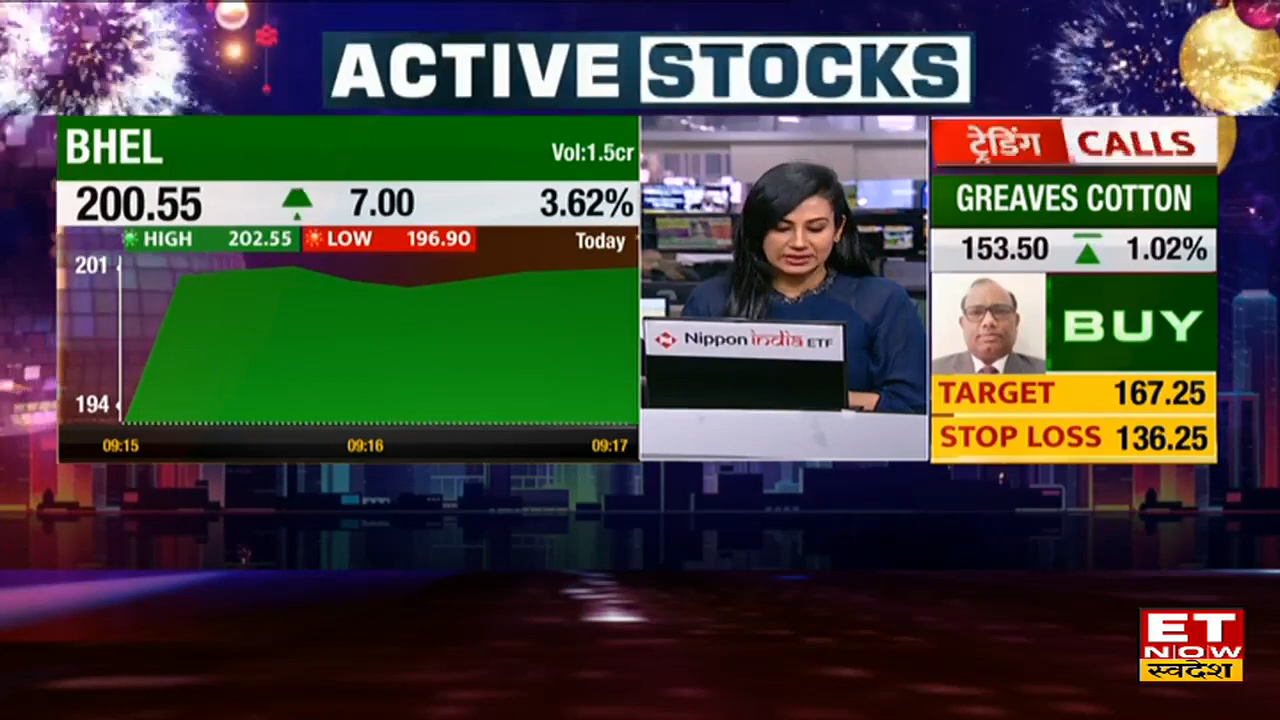 ACTIVE STOCKS
BHEL
Vol:1.5cr
200.55 7.00 3.62%
HIGH 202.55 LOW 196.90 Today
201
194
09:15 09:16 09:17
Nippon india ETF
ट्रेडिंग CALLS
GREAVES COTTON
153.50 1.02%
BUY
TARGET 167.25
STOP LOSS 136.25
ET
NOW
स्वदेश